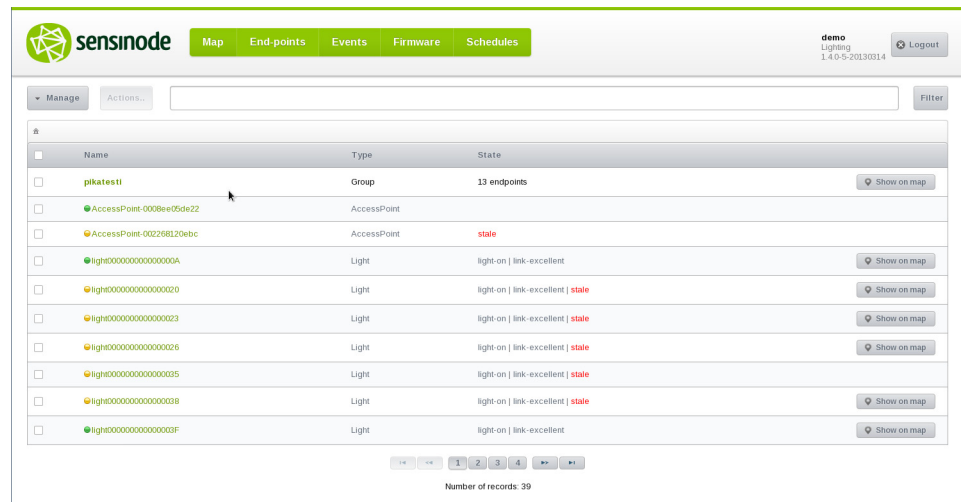 sensinode Map End-points Events Firmware Schedules
demo
Lighting
1.4.0-5-20130314
Logout
Manage Actions.. Filter
Name Type State
pikatesti Group 13 endpoints Show on map
AccessPoint-0008ee05de22 AccessPoint
AccessPoint-002268120ebc AccessPoint stale
light000000000000000A Light light-on | link-excellent Show on map
light0000000000000020 Light light-on | link-excellent | stale Show on map
light0000000000000023 Light light-on | link-excellent | stale Show on map
light0000000000000026 Light light-on | link-excellent | stale Show on map
light0000000000000035 Light light-on | link-excellent | stale
light0000000000000038 Light light-on | link-excellent | stale Show on map
light000000000000003F Light light-on | link-excellent Show on map
1 2 3 4
Number of records: 39